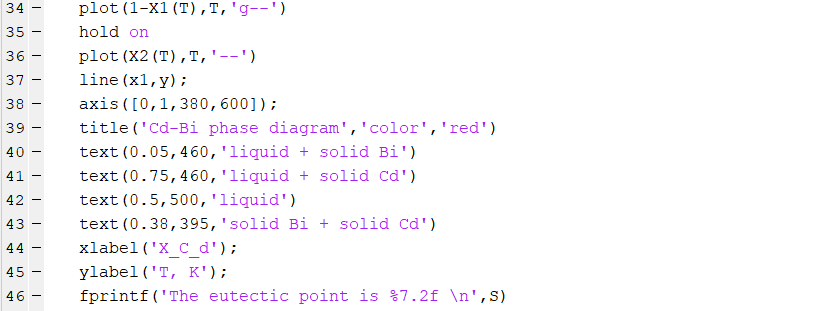 34 - plot(1-X1(T),T,'g--')
35 - hold on
36 - plot(X2(T),T,'--')
37 - line(x1,y);
38 - axis([0,1,380,600]);
39 - title('Cd-Bi phase diagram','color','red')
40 - text(0.05,460,'liquid + solid Bi')
41 - text(0.75,460,'liquid + solid Cd')
42 - text(0.5,500,'liquid')
43 - text(0.38,395,'solid Bi + solid Cd')
44 - xlabel('X_C_d');
45 - ylabel('T, K');
46 - fprintf('The eutectic point is %7.2f \n',S)